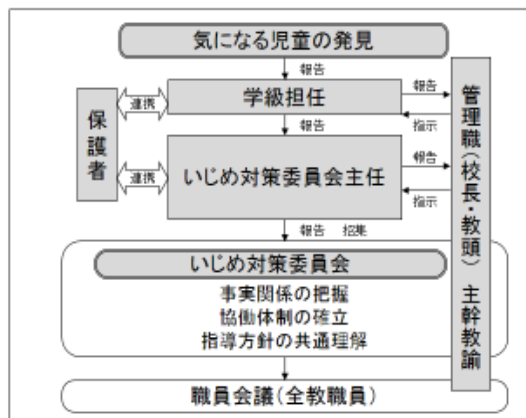 気になる児童の発見
報告
学級担任
報告
指示
連携
保護者
報告
いじめ対策委員会主任
報告
指示
連携
管理職(校長・教頭) 主幹教諭
報告 招集
いじめ対策委員会
事実関係の把握
協働体制の確立
指導方針の共通理解
職員会議(全教職員)